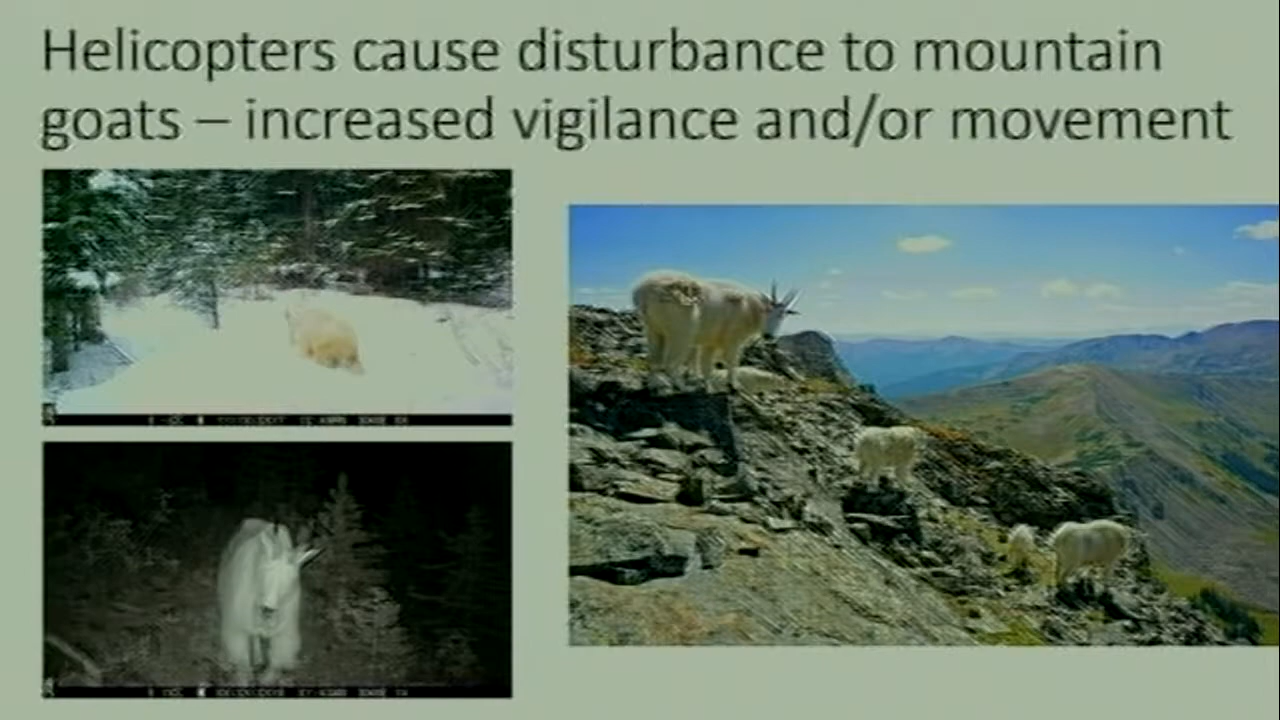 Helicopters cause disturbance to mountain
goats – increased vigilance and/or movement